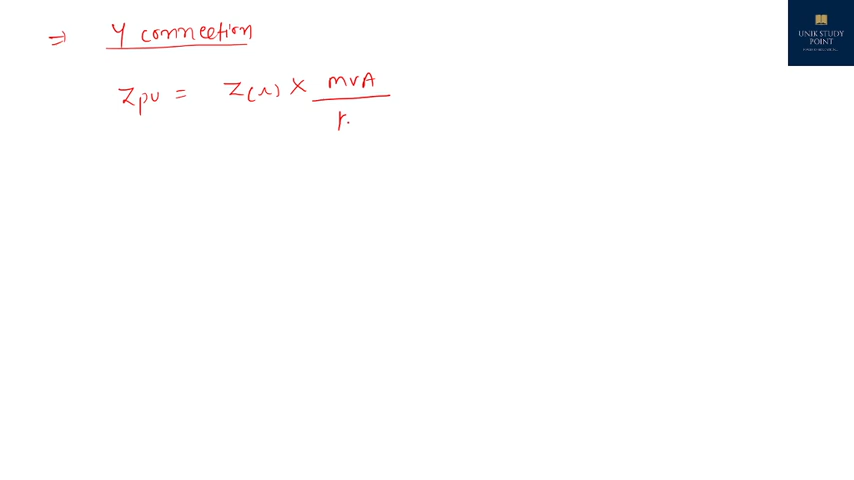 ⇒ Y connection
Zpu = Z(Ω) × MVA
UNIK STUDY
POINT